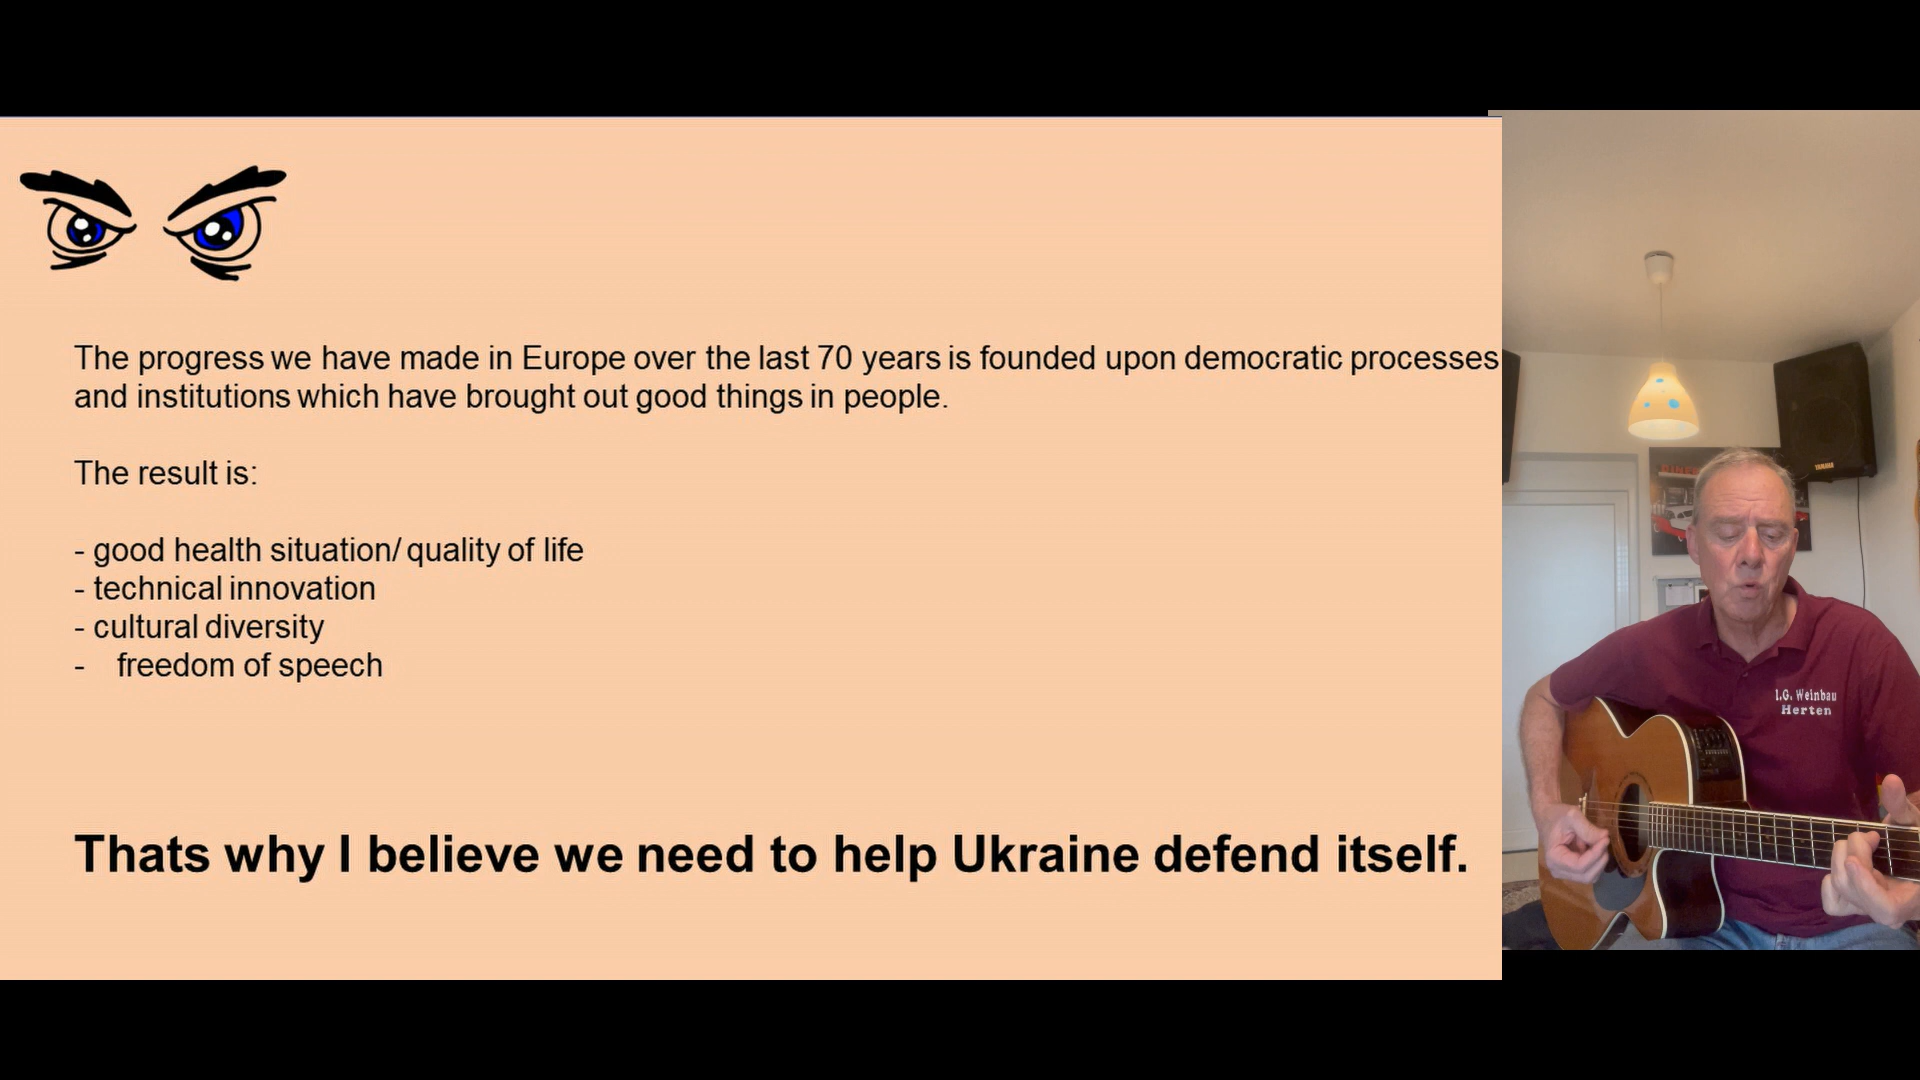 The progress we have made in Europe over the last 70 years is founded upon democratic processes
and institutions which have brought out good things in people.
The result is:
- good health situation/ quality of life
- technical innovation
- cultural diversity
- freedom of speech
Thats why I believe we need to help Ukraine defend itself.
YAMAHA
I.G. Weinbau
Herten